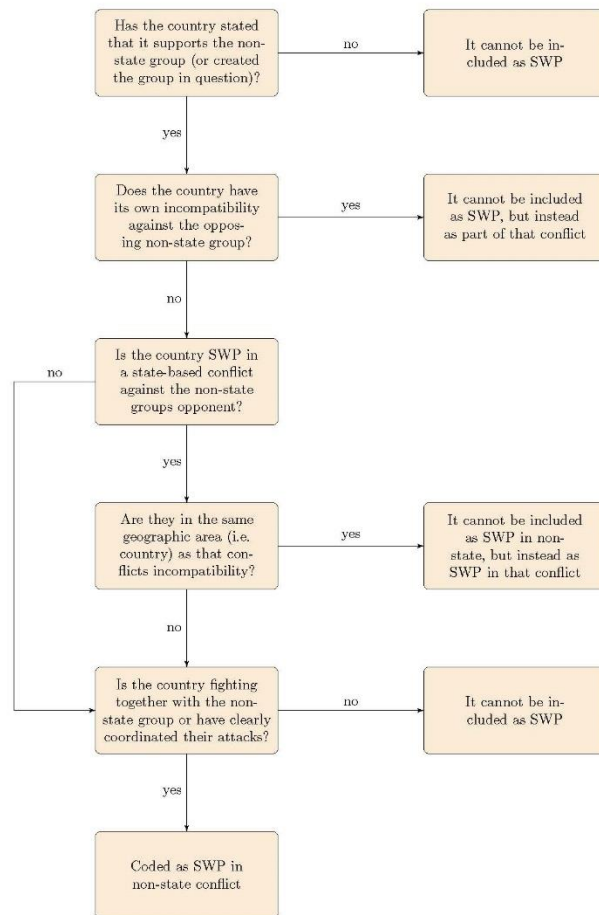 Has the country stated
that it supports the non-
state group (or created
the group in question)?
no
It cannot be in-
cluded as SWP
yes
Does the country have
its own incompatibility
against the oppos-
ing non-state group?
yes
It cannot be included
as SWP, but instead
as part of that conflict
no
Is the country SWP in
a state-based conflict
against the non-state
groups opponent?
no
yes
Are they in the same
geographic area (i.e.
country) as that con-
flicts incompatibility?
yes
It cannot be included
as SWP in non-
state, but instead as
SWP in that conflict
no
Is the country fighting
together with the non-
state group or have clearly
coordinated their attacks?
no
It cannot be in-
cluded as SWP
yes
Coded as SWP in
non-state conflict